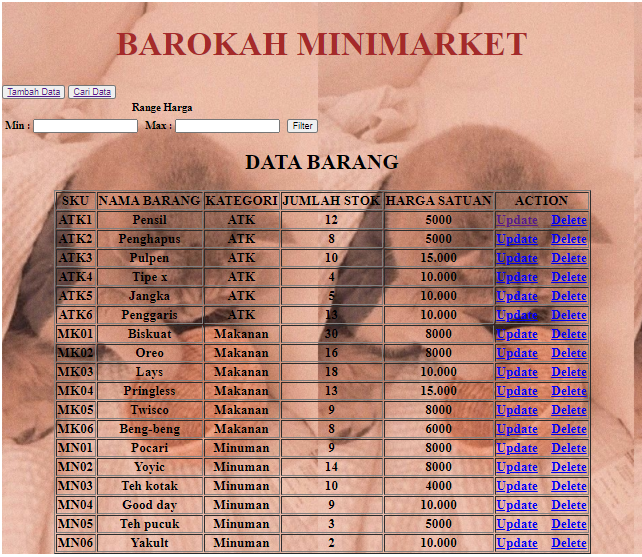 BAROKAH MINIMARKET
Tambah Data Cari Data
Range Harga
Min : Max : Filter
DATA BARANG
SKU NAMA BARANG KATEGORI JUMLAH STOK HARGA SATUAN ACTION
ATK1 Pensil ATK 12 5000 Update Delete
ATK2 Penghapus ATK 8 5000 Update Delete
ATK3 Pulpen ATK 10 15.000 Update Delete
ATK4 Tipe x ATK 4 10.000 Update Delete
ATK5 Jangka ATK 5 10.000 Update Delete
ATK6 Penggaris ATK 13 10.000 Update Delete
MK01 Biskuat Makanan 30 8000 Update Delete
MK02 Oreo Makanan 16 8000 Update Delete
MK03 Lays Makanan 18 10.000 Update Delete
MK04 Pringless Makanan 13 15.000 Update Delete
MK05 Twisco Makanan 9 8000 Update Delete
MK06 Beng-beng Makanan 8 6000 Update Delete
MN01 Pocari Minuman 9 8000 Update Delete
MN02 Yoyic Minuman 14 8000 Update Delete
MN03 Teh kotak Minuman 10 4000 Update Delete
MN04 Good day Minuman 9 10.000 Update Delete
MN05 Teh pucuk Minuman 3 5000 Update Delete
MN06 Yakult Minuman 2 10.000 Update Delete